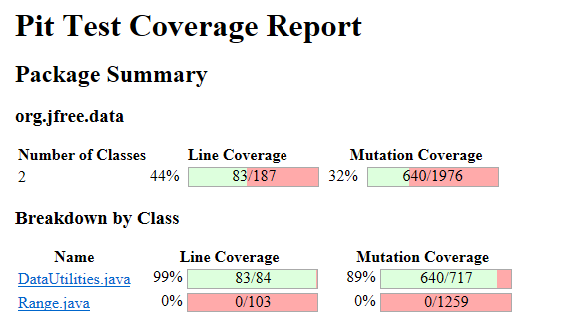 Pit Test Coverage Report
Package Summary
org.jfree.data
Number of Classes Line Coverage Mutation Coverage
2 44% 83/187 32% 640/1976
Breakdown by Class
Name Line Coverage Mutation Coverage
DataUtilities.java 99% 83/84 89% 640/717
Range.java 0% 0/103 0% 0/1259